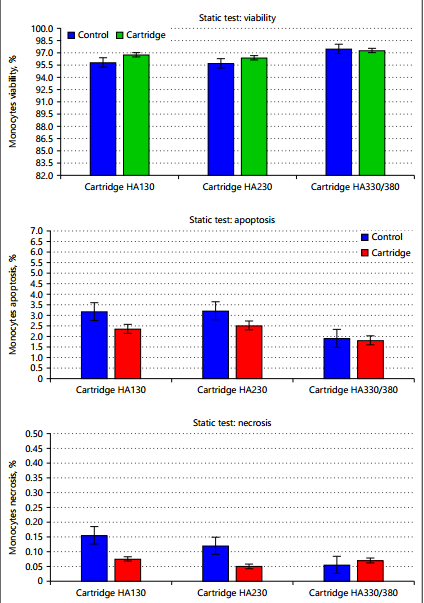 Static test: viability
Monocytes viability, %
100.0
98.5
97.0
95.5
94.0
92.5
91.0
89.5
88.0
86.5
85.0
83.5
82.0
Control
Cartridge
Cartridge HA130
Cartridge HA230
Cartridge HA330/380
Static test: apoptosis
Monocytes apoptosis, %
7.0
6.5
6.0
5.5
5.0
4.5
4.0
3.5
3.0
2.5
2.0
1.5
1.0
0.5
0
Control
Cartridge
Cartridge HA130
Cartridge HA230
Cartridge HA330/380
Static test: necrosis
Monocytes necrosis, %
0.50
0.45
0.40
0.35
0.30
0.25
0.20
0.15
0.10
0.05
0
Cartridge HA130
Cartridge HA230
Cartridge HA330/380